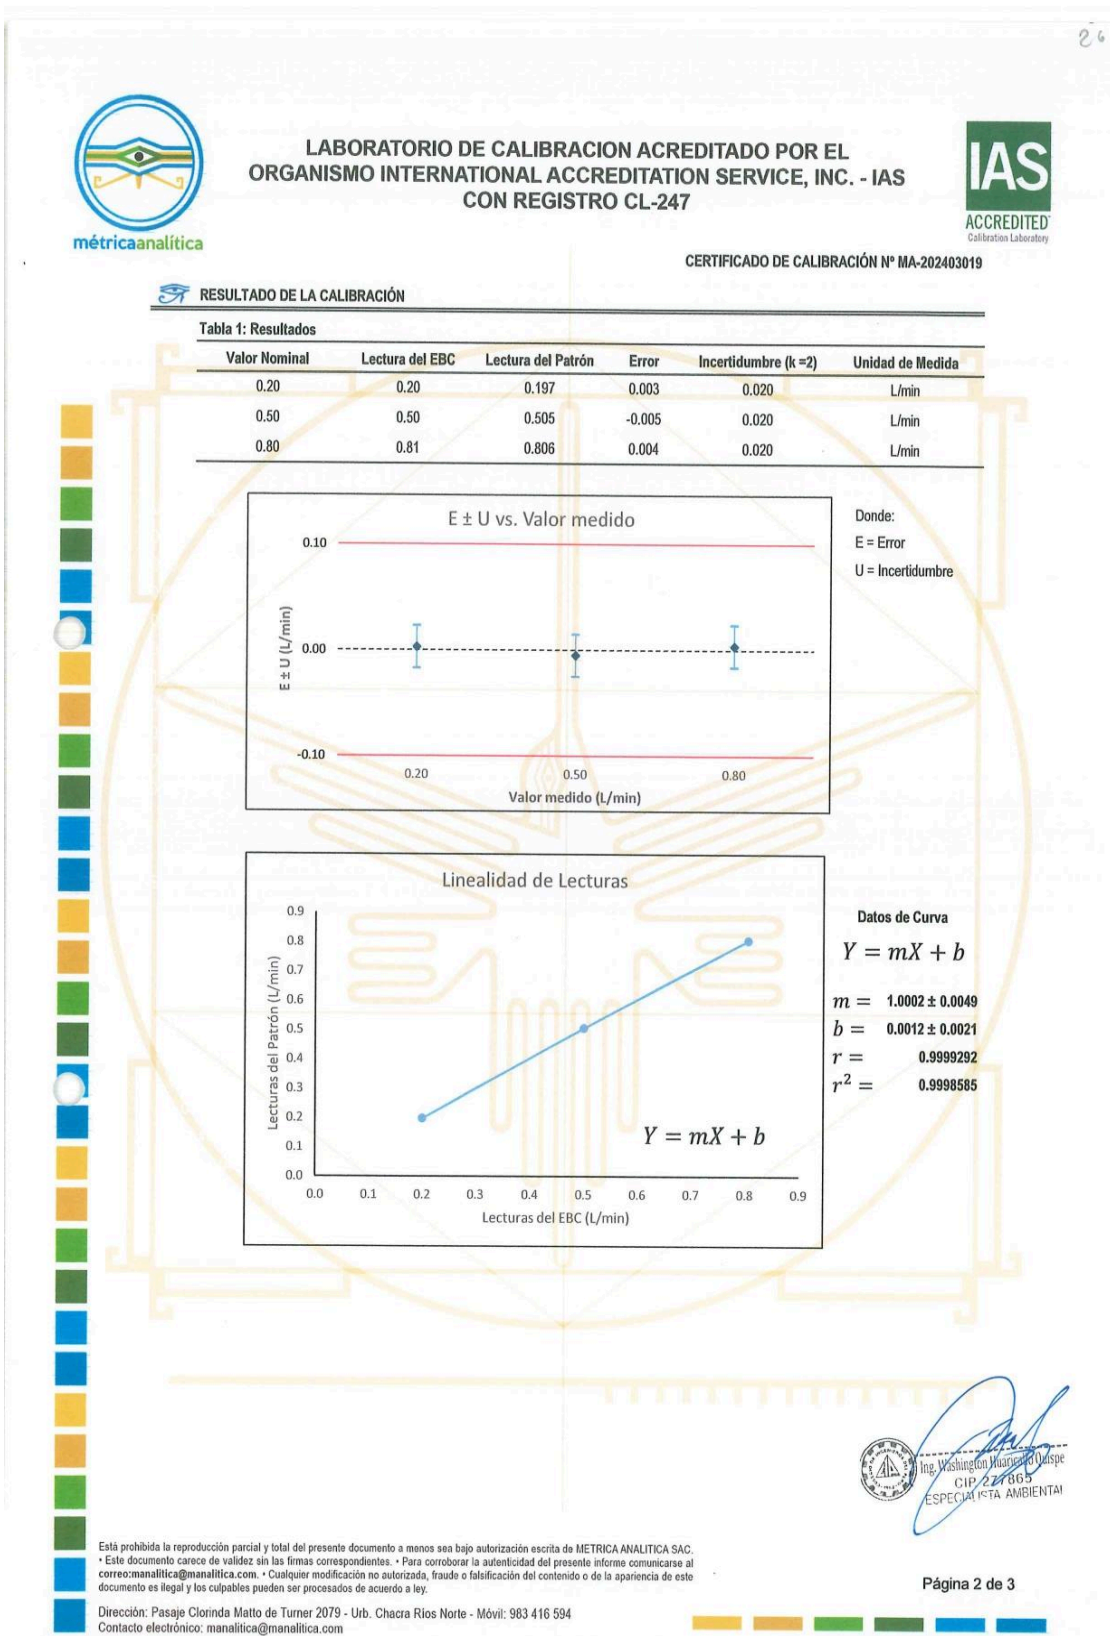 26
LABORATORIO DE CALIBRACION ACREDITADO POR EL
ORGANISMO INTERNATIONAL ACCREDITATION SERVICE, INC. - IAS
CON REGISTRO CL-247
métricaanalítica
IAS
ACCREDITED
Calibration Laboratory
CERTIFICADO DE CALIBRACIÓN Nº MA-202403019
RESULTADO DE LA CALIBRACIÓN
Tabla 1: Resultados
Valor Nominal Lectura del EBC Lectura del Patrón Error Incertidumbre (k =2) Unidad de Medida
0.20 0.20 0.197 0.003 0.020 L/min
0.50 0.50 0.505 -0.005 0.020 L/min
0.80 0.81 0.806 0.004 0.020 L/min
E ± U vs. Valor medido
0.10
0.00
-0.10
E ± U (L/min)
0.20 0.50 0.80
Valor medido (L/min)
Donde:
E = Error
U = Incertidumbre
Linealidad de Lecturas
0.9
0.8
0.7
0.6
0.5
0.4
0.3
0.2
0.1
0.0
Lecturas del Patrón (L/min)
Y = mX + b
0.0 0.1 0.2 0.3 0.4 0.5 0.6 0.7 0.8 0.9
Lecturas del EBC (L/min)
Datos de Curva
Y = mX + b
m = 1.0002 ± 0.0049
b = 0.0012 ± 0.0021
r = 0.9999292
r² = 0.9998585
Ing. Washington Huaricallo Quispe
CIP 277865
ESPECIALISTA AMBIENTAL
Está prohibida la reproducción parcial y total del presente documento a menos sea bajo autorización escrita de METRICA ANALITICA SAC.
• Este documento carece de validez sin las firmas correspondientes. • Para corroborar la autenticidad del presente informe comunicarse al
correo:manalitica@manalitica.com. • Cualquier modificación no autorizada, fraude o falsificación del contenido o de la apariencia de este
documento es ilegal y los culpables pueden ser procesados de acuerdo a ley.
Página 2 de 3
Dirección: Pasaje Clorinda Matto de Turner 2079 - Urb. Chacra Ríos Norte - Móvil: 983 416 594
Contacto electrónico: manalitica@manalitica.com